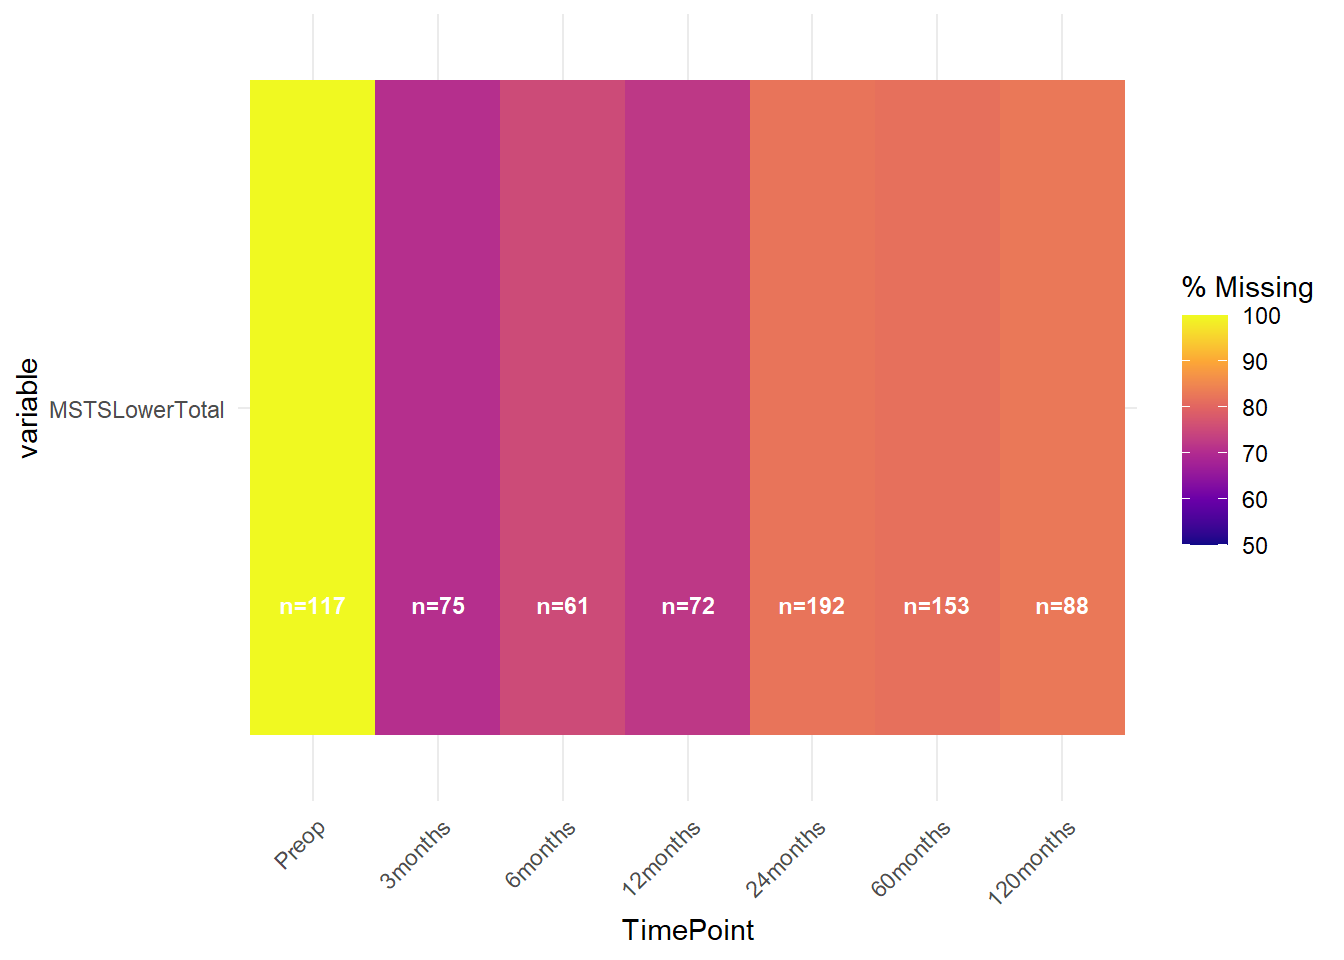 variable
MSTSLowerTotal
n=117 n=75 n=61 n=72 n=192 n=153 n=88
Preop 3months 6months 12months 24months 60months 120months
TimePoint
% Missing
100
90
80
70
60
50